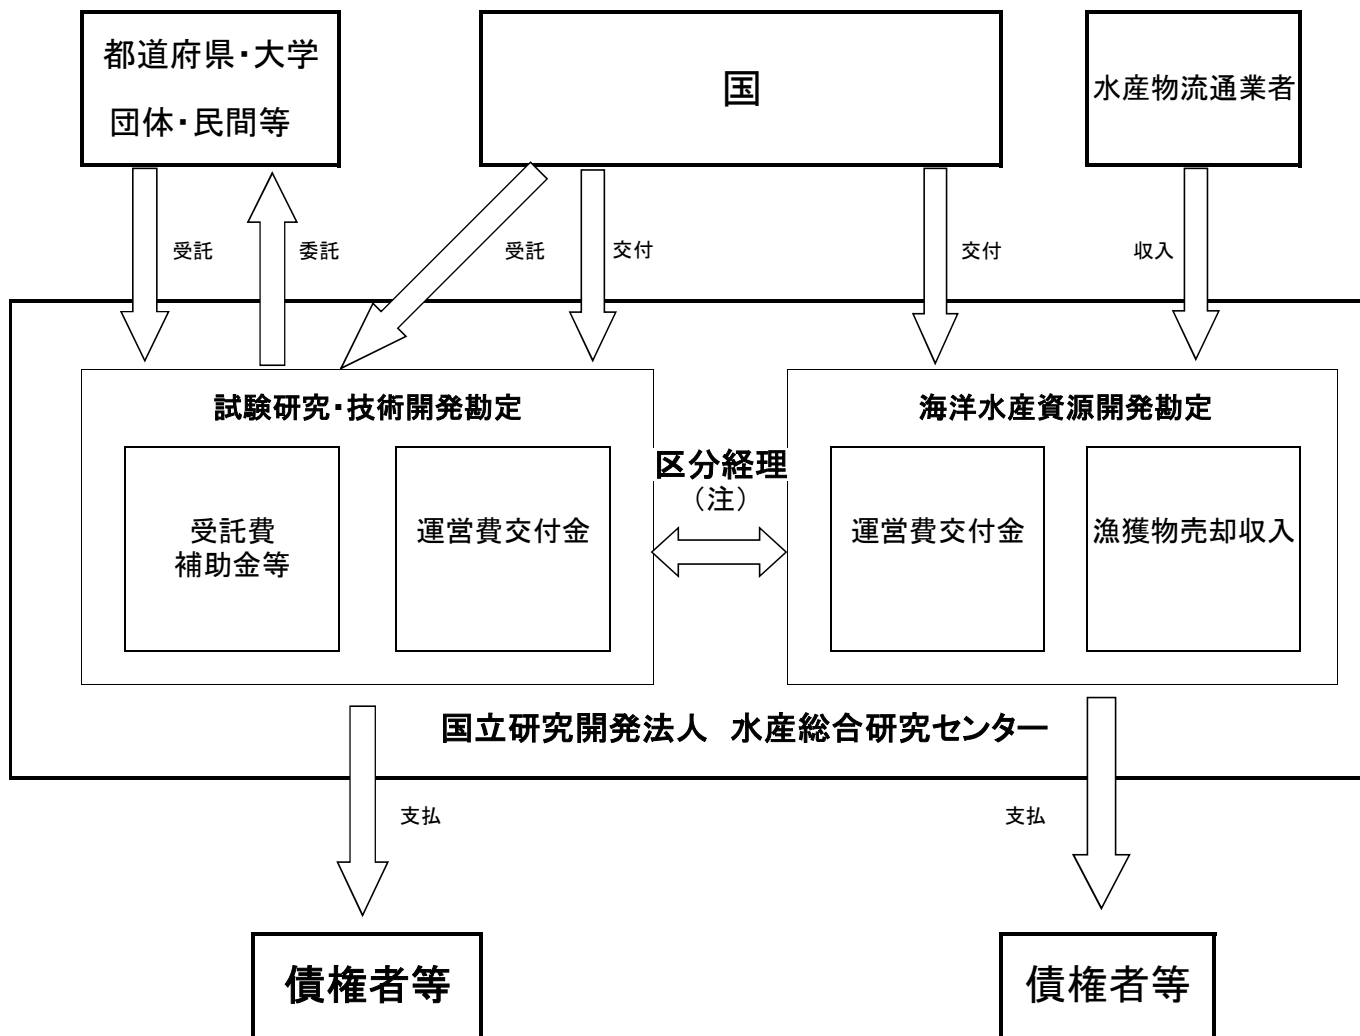 都道府県・大学
団体・民間等
国
水産物流通業者
受託
委託
受託
交付
交付
収入
試験研究・技術開発勘定
海洋水産資源開発勘定
区分経理
（注）
受託費
補助金等
運営費交付金
運営費交付金
漁獲物売却収入
国立研究開発法人　水産総合研究センター
支払
支払
債権者等
債権者等